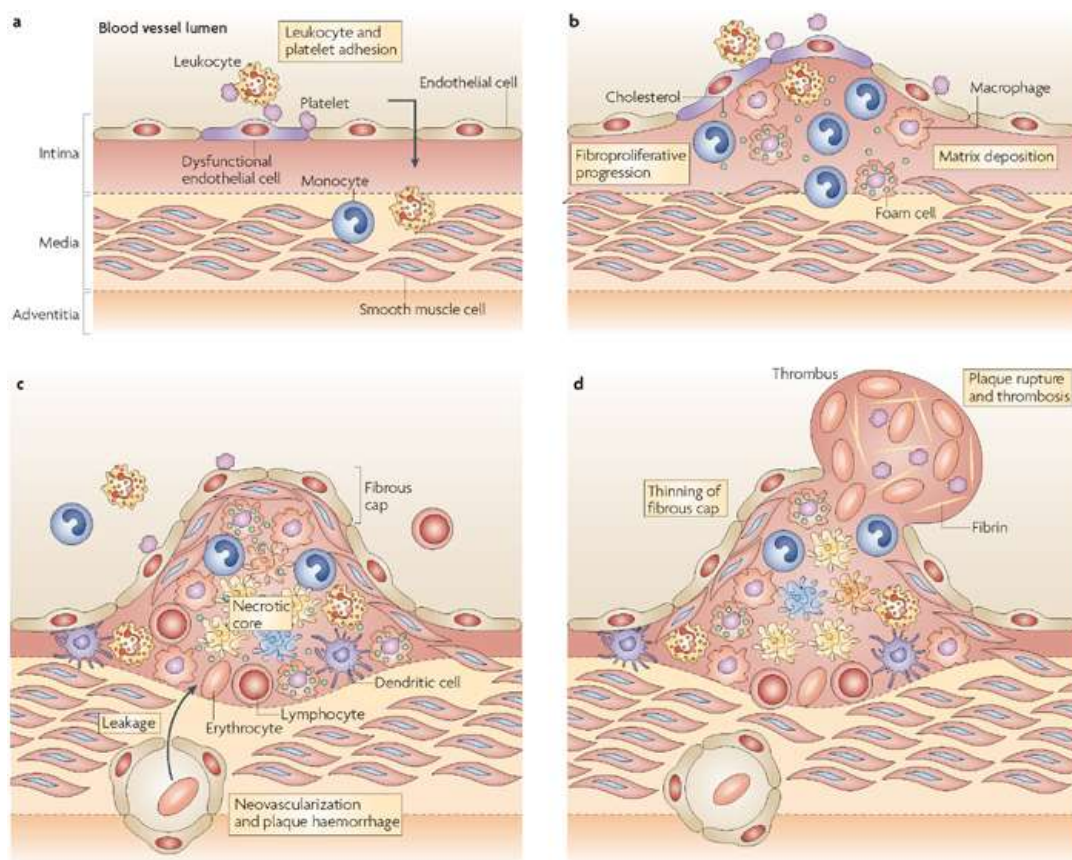 a
Blood vessel lumen
Leukocyte and
platelet adhesion
Leukocyte
Endothelial cell
Platelet
Intima
Dysfunctional
endothelial cell
Monocyte
Media
Smooth muscle cell
Adventitia
b
Cholesterol
Macrophage
Fibroproliferative
progression
Matrix deposition
Foam cell
c
Fibrous
cap
Necrotic
core
Dendritic cell
Lymphocyte
Leakage
Erythrocyte
Neovascularization
and plaque haemorrhage
d
Thrombus
Plaque rupture
and thrombosis
Thinning of
fibrous cap
Fibrin